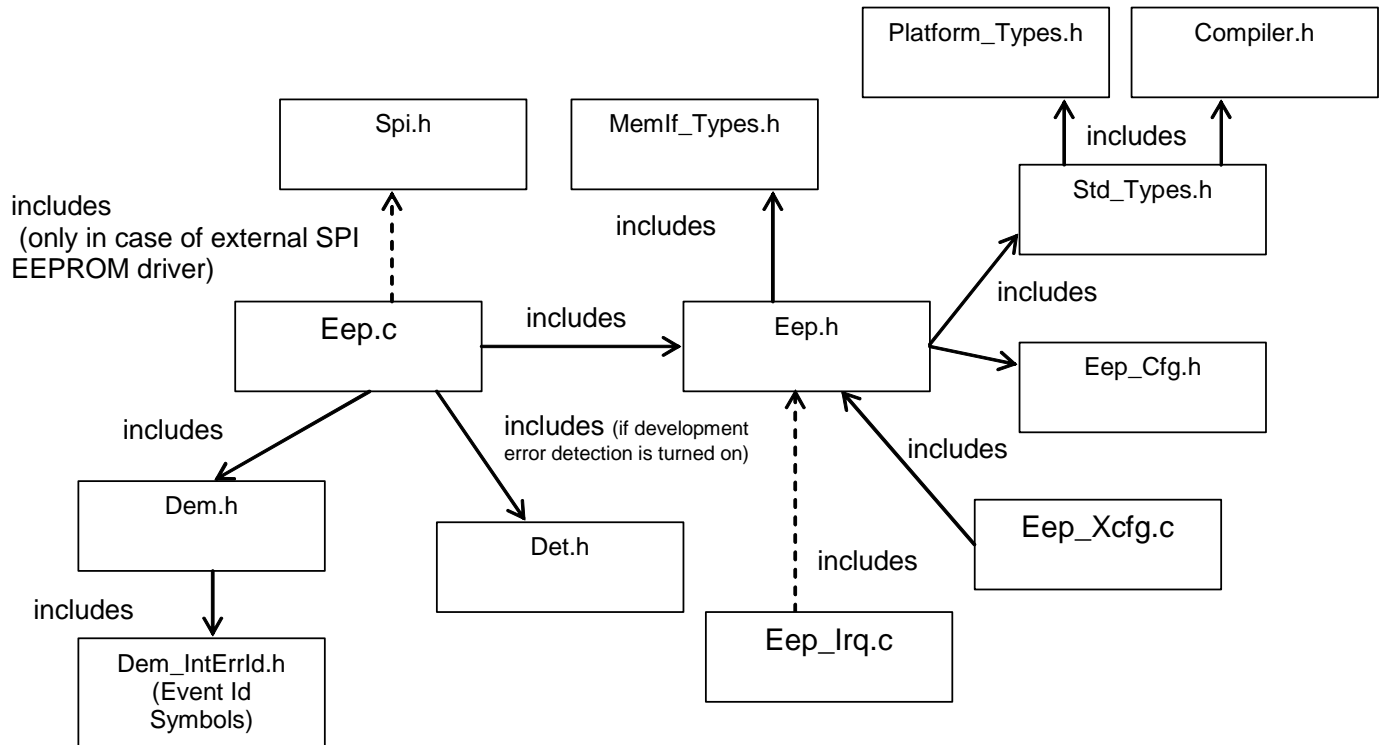 Platform_Types.h
Compiler.h
Spi.h
MemIf_Types.h
includes
Std_Types.h
includes
(only in case of external SPI
EEPROM driver)
includes
includes
Eep.c
includes
Eep.h
Eep_Cfg.h
includes
includes (if development
error detection is turned on)
includes
Dem.h
Det.h
Eep_Xcfg.c
includes
includes
Eep_Irq.c
Dem_IntErrId.h
(Event Id
Symbols)